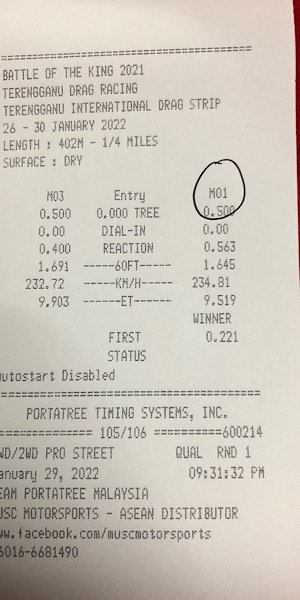 BATTLE OF THE KING 2021
TERENGGANU DRAG RACING
TERENGGANU INTERNATIONAL DRAG STRIP
26 - 30 JANUARY 2022
LENGTH : 402M - 1/4 MILES
SURFACE : DRY
M03 Entry M01
0.500 0.000 TREE 0.500
0.00 DIAL-IN 0.00
0.400 REACTION 0.563
1.691 ------60FT----- 1.645
232.72 ------KM/H----- 234.81
9.903 ------ET------ 9.519
WINNER
FIRST 0.221
STATUS
utostart Disabled
PORTATREE TIMING SYSTEMS, INC.
============= 105/106 ==========600214
WD/2WD PRO STREET QUAL RND 1
anuary 29, 2022 09:31:32 PM
EAM PORTATREE MALAYSIA
USC MOTORSPORTS - ASEAN DISTRIBUTOR
ww.facebook.com/muscmotorsports
6016-6681490